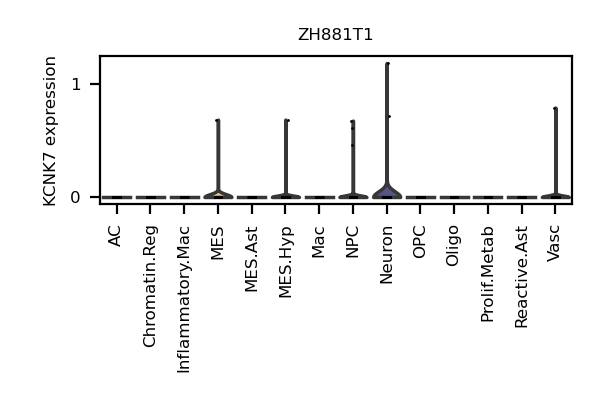 ZH881T1
KCNK7 expression
1
0
AC
Chromatin.Reg
Inflammatory.Mac
MES
MES.Ast
MES.Hyp
Mac
NPC
Neuron
OPC
Oligo
Prolif.Metab
Reactive.Ast
Vasc